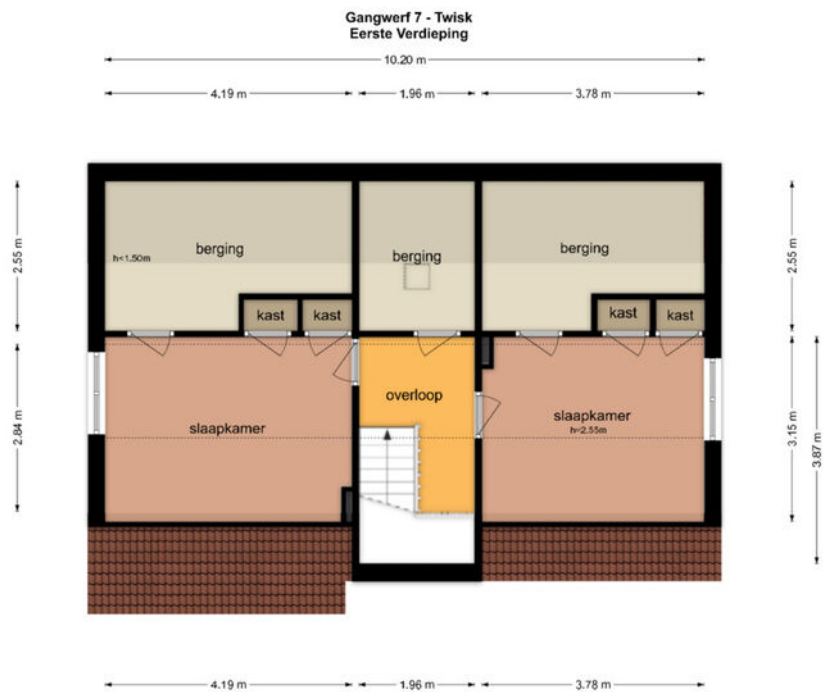 Gangwerf 7 - Twisk
Eerste Verdieping
10.20 m
4.19 m
1.96 m
3.78 m
2.55 m
2.55 m
berging
berging
berging
h<1.50m
kast
kast
kast
kast
overloop
slaapkamer
slaapkamer
h=2.55m
2.84 m
3.15 m
3.87 m
4.19 m
1.96 m
3.78 m